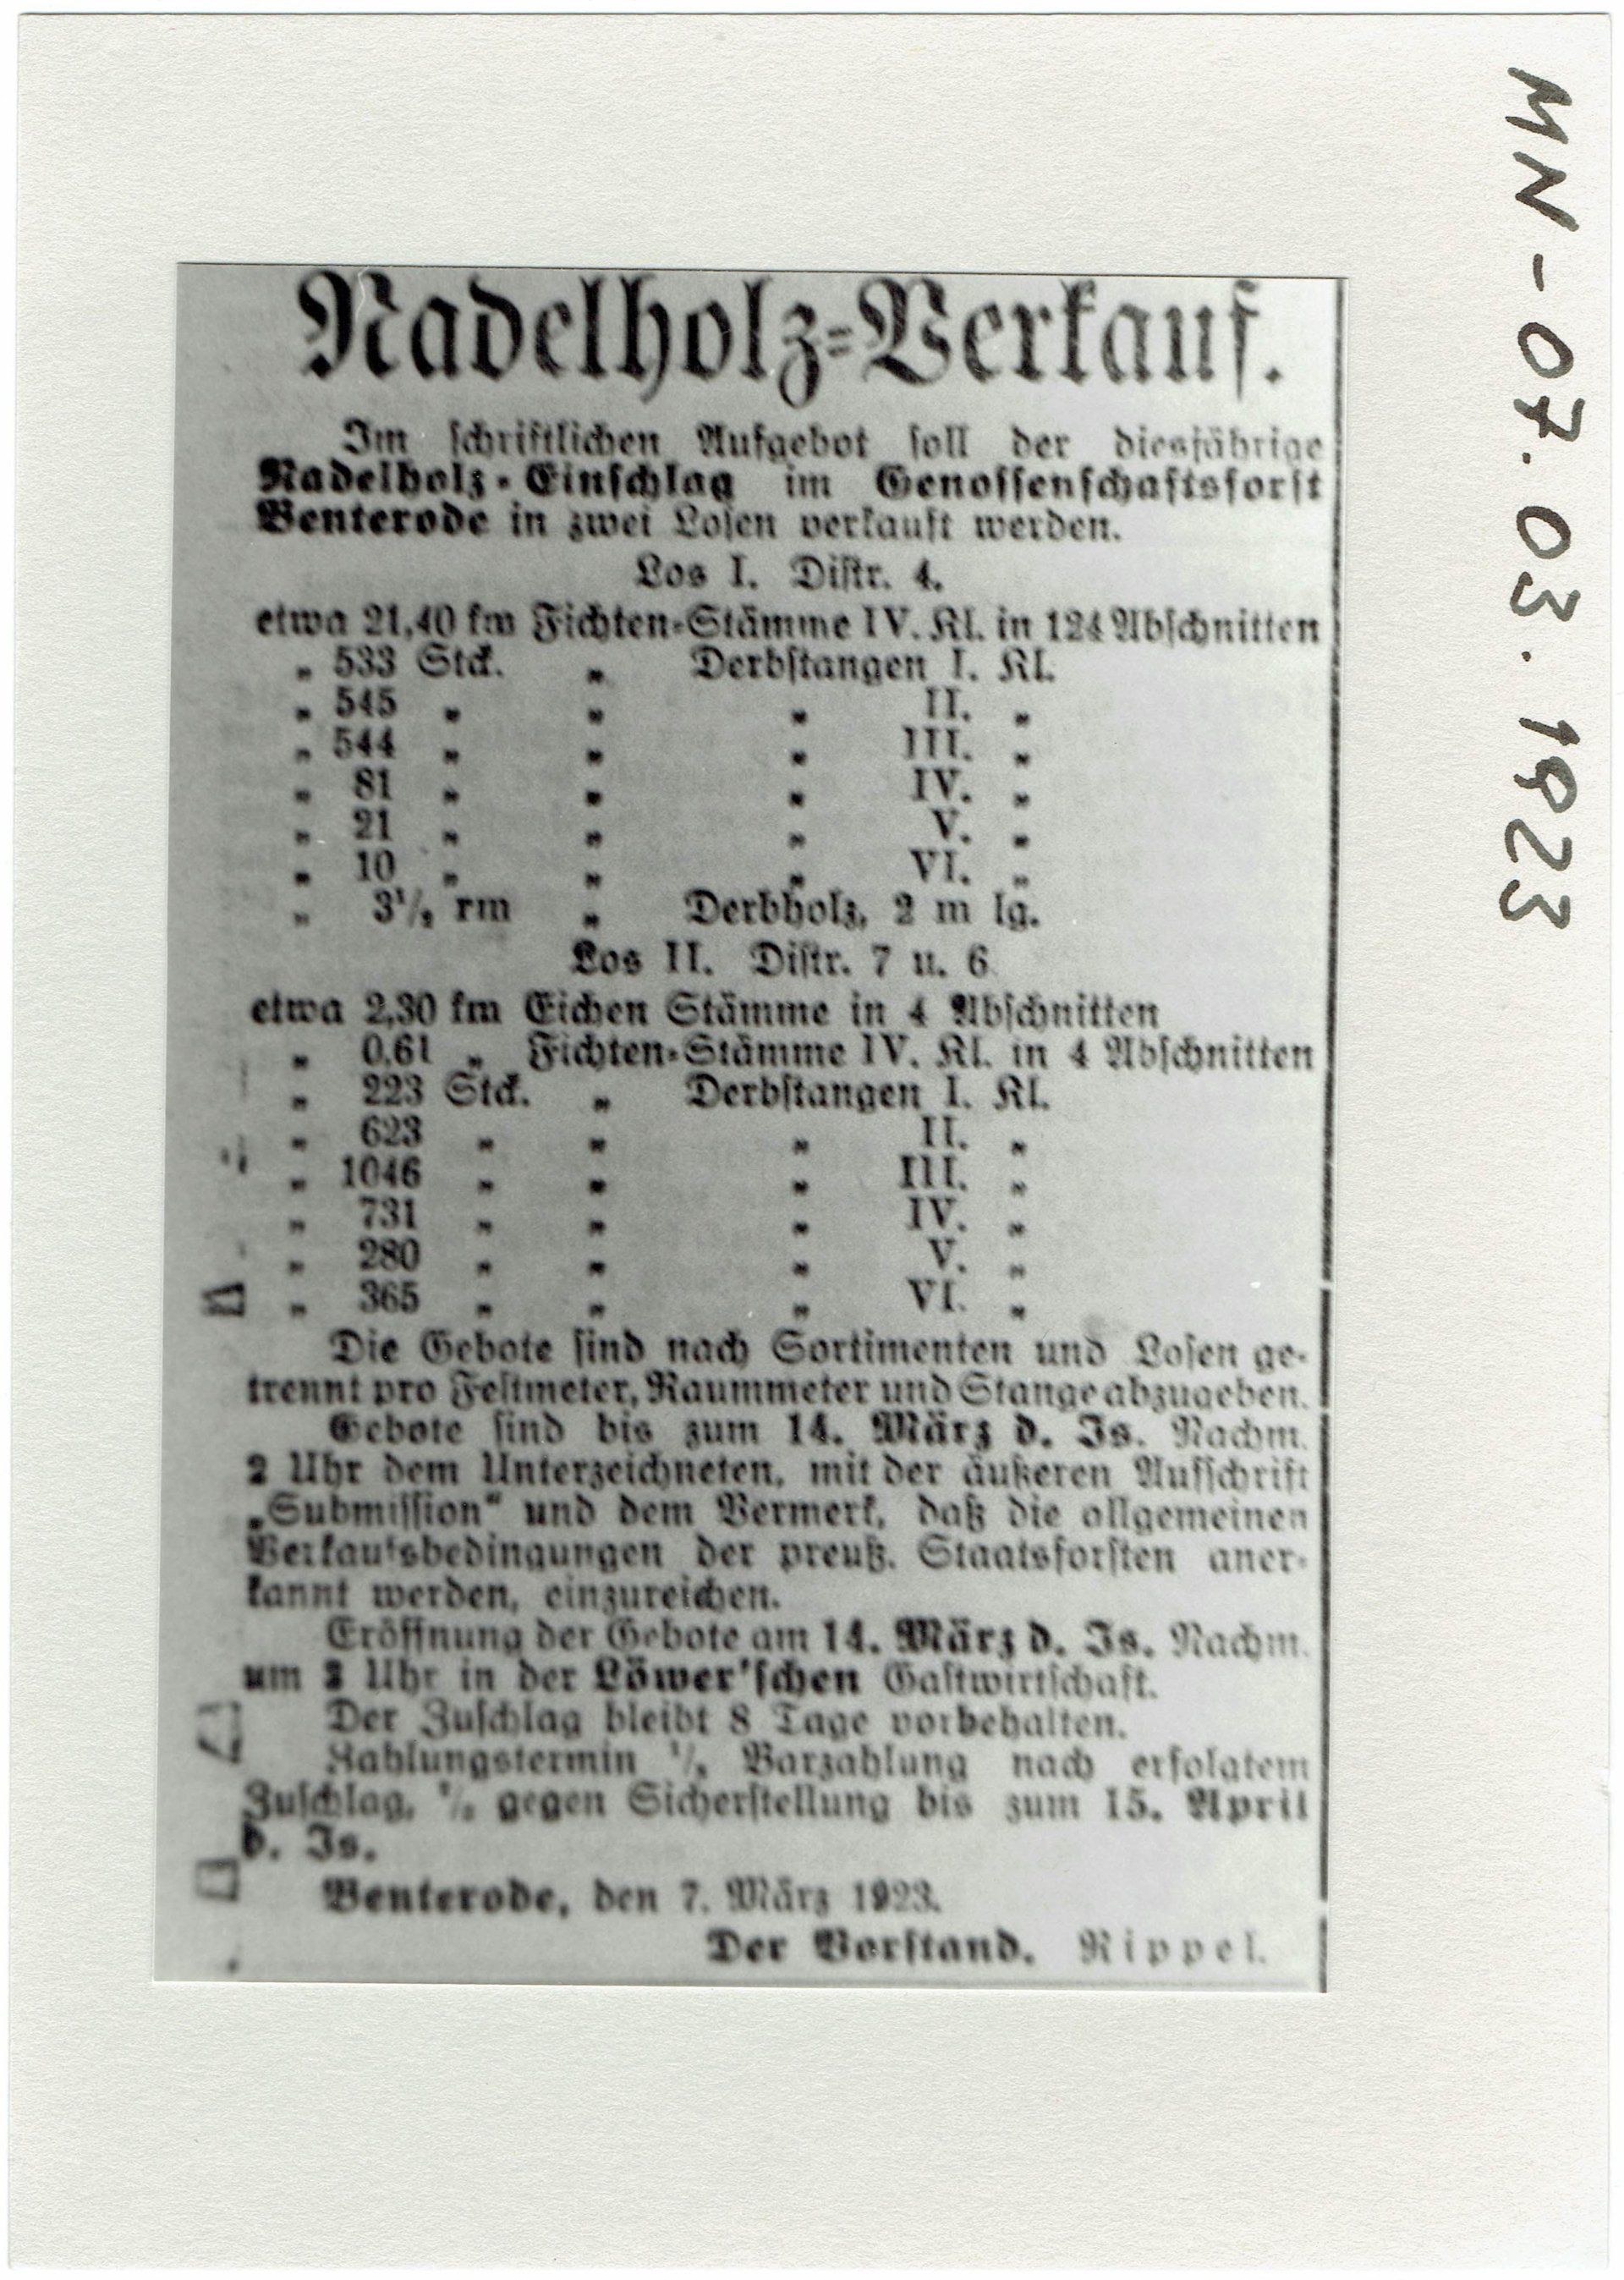 MN-07.03.1923
Nadelholz-Verkauf.
Im schriftlichen Aufgebot soll der diesjährige
Nadelholz-Einschlag im Genossenschaftsforst
Benterode in zwei Losen verkauft werden.
Los I. Distr. 4.
etwa 21,40 fm Fichten-Stämme IV. Kl. in 124 Abschnitten
„ 533 Stck. „ Derbstangen I. Kl.
„ 545 „ „ „ II. „
„ 544 „ „ „ III. „
„ 81 „ „ „ IV. „
„ 21 „ „ „ V. „
„ 10 „ „ „ VI. „
„ 3½ rm „ Derbholz, 2 m lg.
Los II. Distr. 7 u. 6
etwa 2,30 fm Eichen Stämme in 4 Abschnitten
„ 0,61 „ Fichten-Stämme IV. Kl. in 4 Abschnitten
„ 223 Stck. „ Derbstangen I. Kl.
„ 623 „ „ „ II. „
„ 1046 „ „ „ III. „
„ 731 „ „ „ IV. „
„ 280 „ „ „ V. „
„ 365 „ „ „ VI. „
Die Gebote sind nach Sortimenten und Losen ge-
trennt pro Festmeter, Raummeter und Stange abzugeben.
Gebote sind bis zum 14. März d. Js. Nachm.
2 Uhr dem Unterzeichneten, mit der äußeren Aufschrift
„Submission“ und dem Vermerk, daß die allgemeinen
Verkaufsbedingungen der preuß. Staatsforsten aner-
kannt werden, einzureichen.
Eröffnung der Gebote am 14. März d. Js. Nachm.
um Uhr in der Löwer'schen Gastwirtschaft.
Der Zuschlag bleibt 8 Tage vorbehalten.
Zahlungstermin Barzahlung nach erfolgtem
Zuschlag, gegen Sicherstellung bis zum 15. April
d. Js.
Benterode, den 7. März 1923.
Der Vorstand. Rippel.